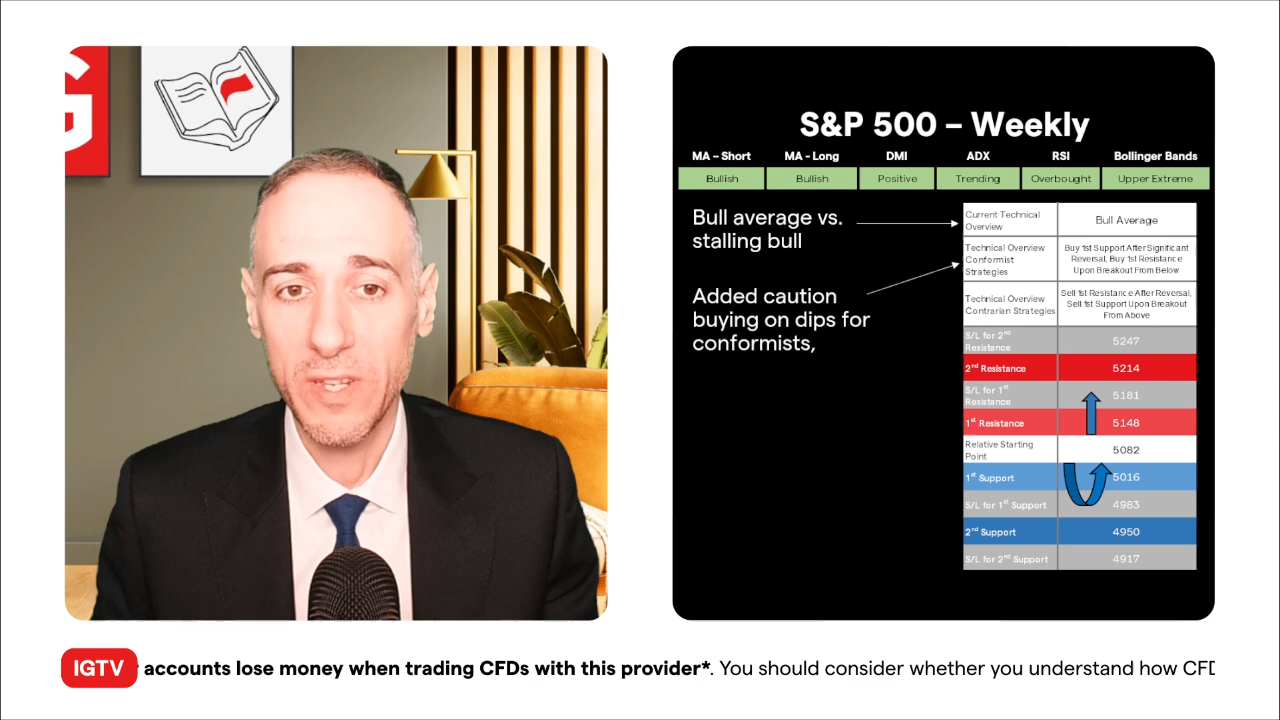 G
S&P 500 – Weekly
MA – Short MA - Long DMI ADX RSI Bollinger Bands
Bullish Bullish Positive Trending Overbought Upper Extreme
Bull average vs.
stalling bull
Added caution
buying on dips for
conformists,
Current Technical
Overview
Bull Average
Technical Overview
Conformist
Strategies
Buy 1st Support After Significant
Reversal, Buy 1st Resistance
Upon Breakout From Below
Technical Overview
Contrarian Strategies
Sell 1st Resistance After Reversal,
Sell 1st Support Upon Breakout
From Above
S/L for 2nd
Resistance
5247
2nd Resistance 5214
S/L for 1st
Resistance
5181
1st Resistance 5148
Relative Starting
Point
5082
1st Support 5016
S/L for 1st Support 4983
2nd Support 4950
S/L for 2nd Support 4917
IGTV accounts lose money when trading CFDs with this provider*. You should consider whether you understand how CFD